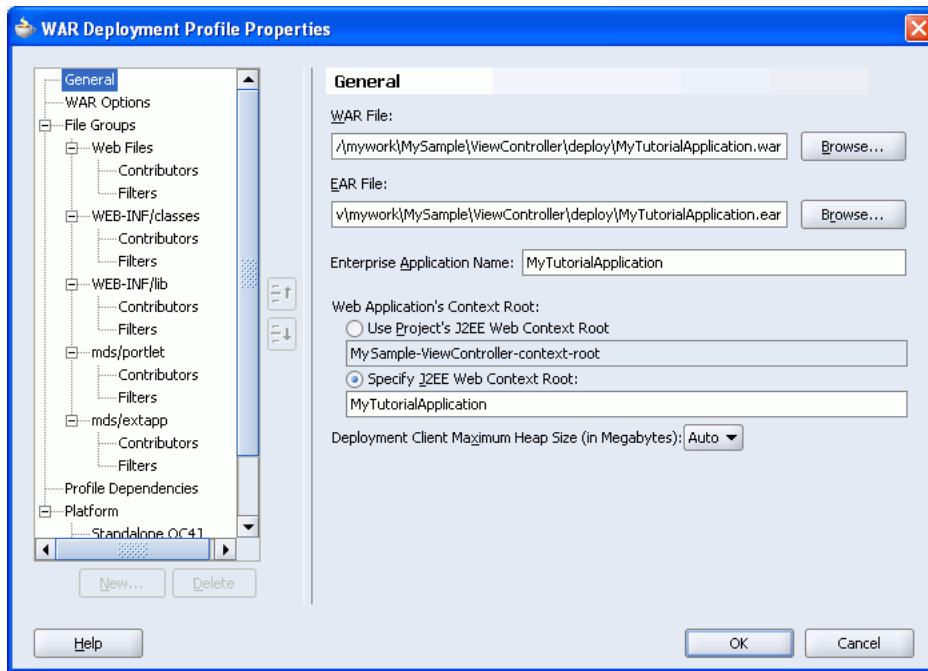 WAR Deployment Profile Properties
General
WAR Options
File Groups
Web Files
Contributors
Filters
WEB-INF/classes
Contributors
Filters
WEB-INF/lib
Contributors
Filters
mds/portlet
Contributors
Filters
mds/extapp
Contributors
Filters
Profile Dependencies
Platform
Standalone OC4J
New...
Delete
General
WAR File:
/\mywork\MySample\ViewController\deploy\MyTutorialApplication.war
Browse...
EAR File:
v\mywork\MySample\ViewController\deploy\MyTutorialApplication.ear
Browse...
Enterprise Application Name: MyTutorialApplication
Web Application's Context Root:
Use Project's J2EE Web Context Root
MySample-ViewController-context-root
Specify J2EE Web Context Root:
MyTutorialApplication
Deployment Client Maximum Heap Size (in Megabytes): Auto
Help
OK
Cancel